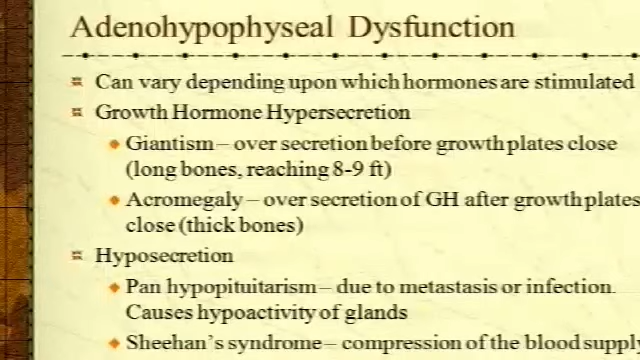 Adenohypophyseal Dysfunction
Can vary depending upon which hormones are stimulated
Growth Hormone Hypersecretion
Giantism – over secretion before growth plates close
(long bones, reaching 8-9 ft)
Acromegaly – over secretion of GH after growth plates
close (thick bones)
Hyposecretion
Pan hypopituitarism – due to metastasis or infection.
Causes hypoactivity of glands
Sheehan's syndrome – compression of the blood supply